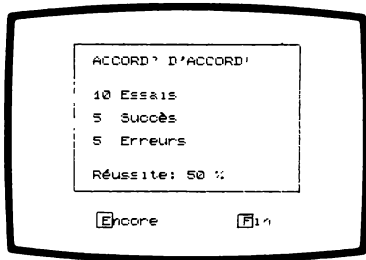 ACCORD? D'ACCORD!
10 Essais
5 Succès
5 Erreurs
Réussite: 50 %
Encore Fin